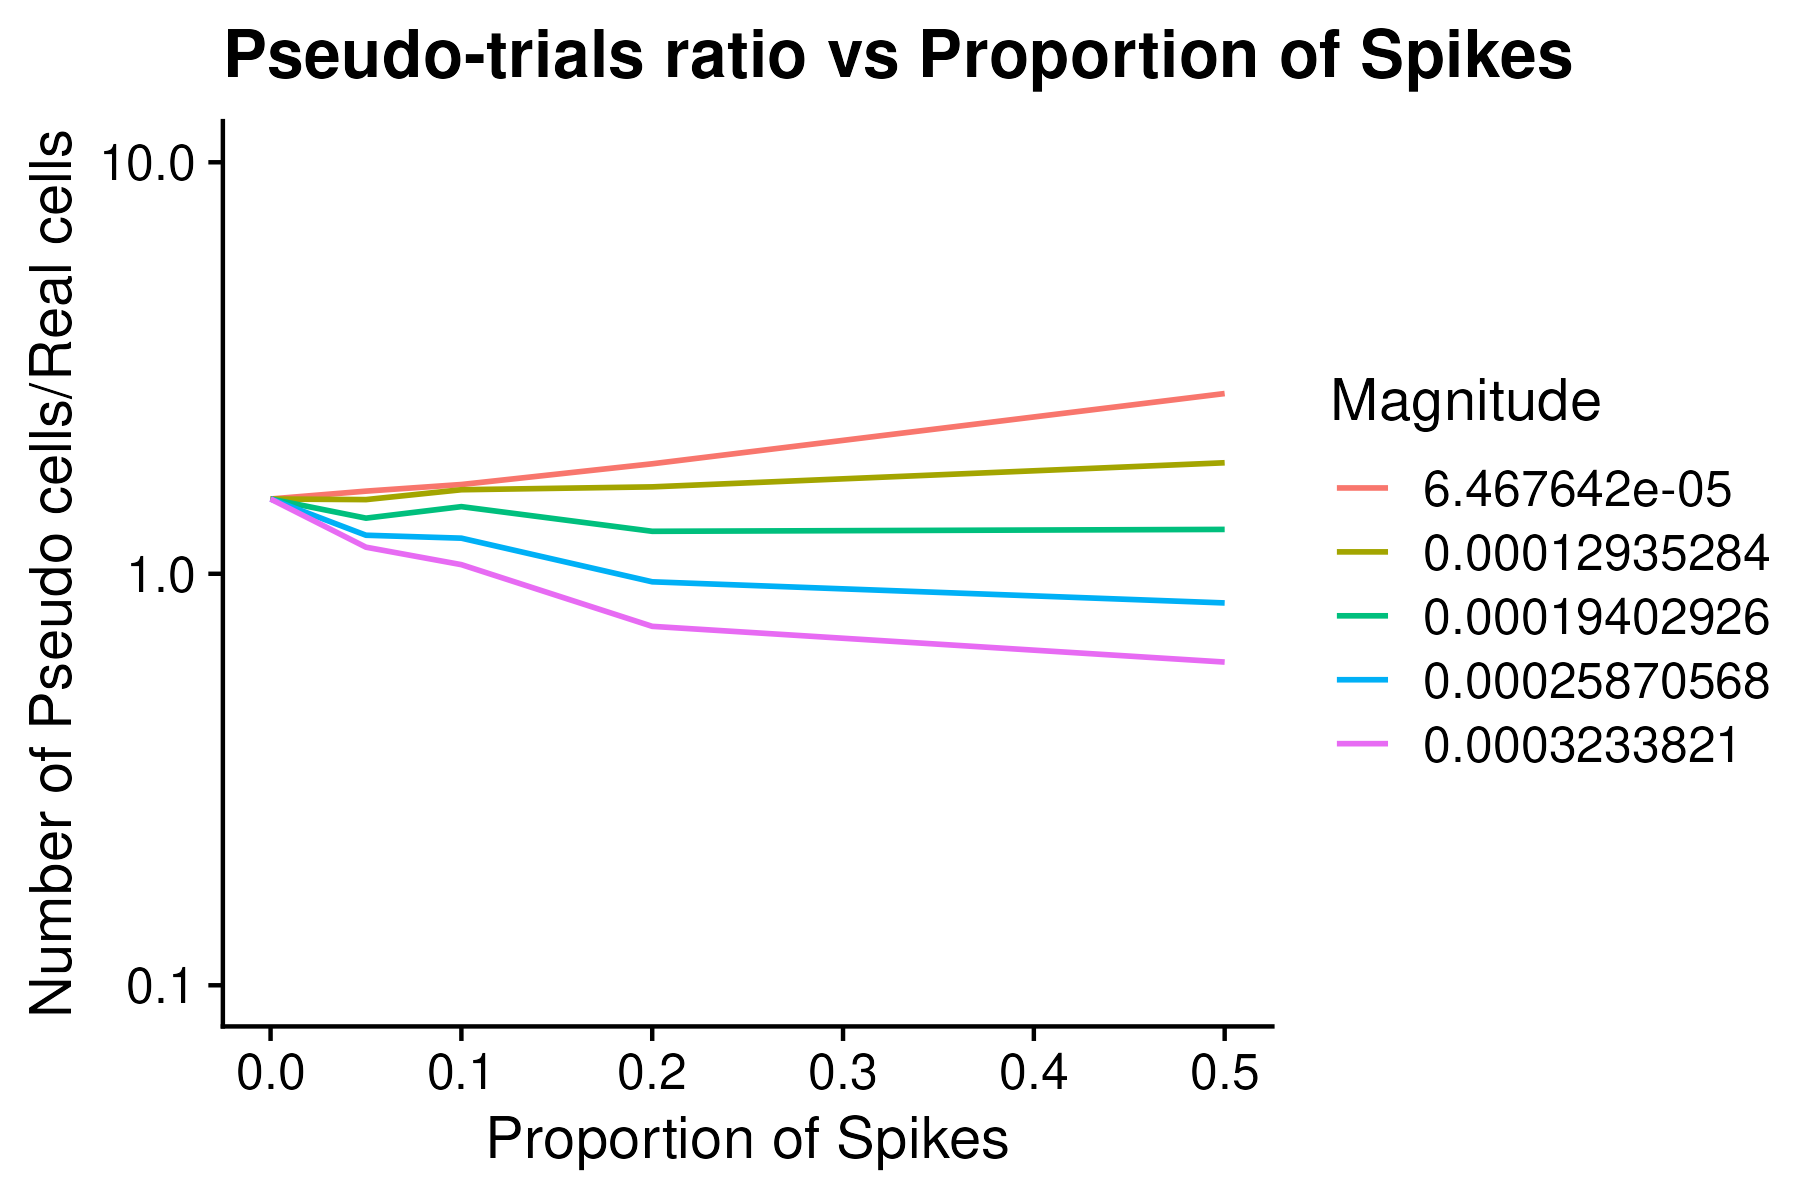 Pseudo-trials ratio vs Proportion of Spikes
Number of Pseudo cells/Real cells
10.0
1.0
0.1
0.0 0.1 0.2 0.3 0.4 0.5
Proportion of Spikes
Magnitude
6.467642e-05
0.00012935284
0.00019402926
0.00025870568
0.0003233821